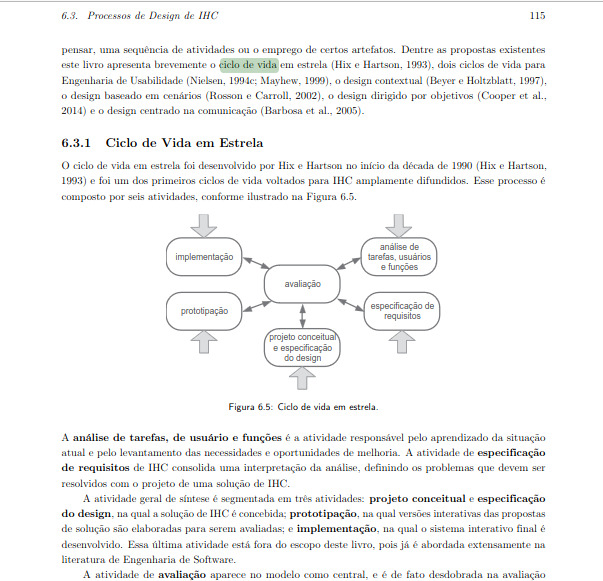 6.3. Processos de Design de IHC 115
pensar, uma sequência de atividades ou o emprego de certos artefatos. Dentre as propostas existentes
este livro apresenta brevemente o ciclo de vida em estrela (Hix e Hartson, 1993), dois ciclos de vida para
Engenharia de Usabilidade (Nielsen, 1994c; Mayhew, 1999), o design contextual (Beyer e Holtzblatt, 1997),
o design baseado em cenários (Rosson e Carroll, 2002), o design dirigido por objetivos (Cooper et al.,
2014) e o design centrado na comunicação (Barbosa et al., 2005).
6.3.1 Ciclo de Vida em Estrela
O ciclo de vida em estrela foi desenvolvido por Hix e Hartson no início da década de 1990 (Hix e Hartson,
1993) e foi um dos primeiros ciclos de vida voltados para IHC amplamente difundidos. Esse processo é
composto por seis atividades, conforme ilustrado na Figura 6.5.
implementação
análise de
tarefas, usuários
e funções
avaliação
prototipação
especificação de
requisitos
projeto conceitual
e especificação
do design
Figura 6.5: Ciclo de vida em estrela.
A análise de tarefas, de usuário e funções é a atividade responsável pelo aprendizado da situação
atual e pelo levantamento das necessidades e oportunidades de melhoria. A atividade de especificação
de requisitos de IHC consolida uma interpretação da análise, definindo os problemas que devem ser
resolvidos com o projeto de uma solução de IHC.
A atividade geral de síntese é segmentada em três atividades: projeto conceitual e especificação
do design, na qual a solução de IHC é concebida; prototipação, na qual versões interativas das propostas
de solução são elaboradas para serem avaliadas; e implementação, na qual o sistema interativo final é
desenvolvido. Essa última atividade está fora do escopo deste livro, pois já é abordada extensamente na
literatura de Engenharia de Software.
A atividade de avaliação aparece no modelo como central, e é de fato desdobrada na avaliação